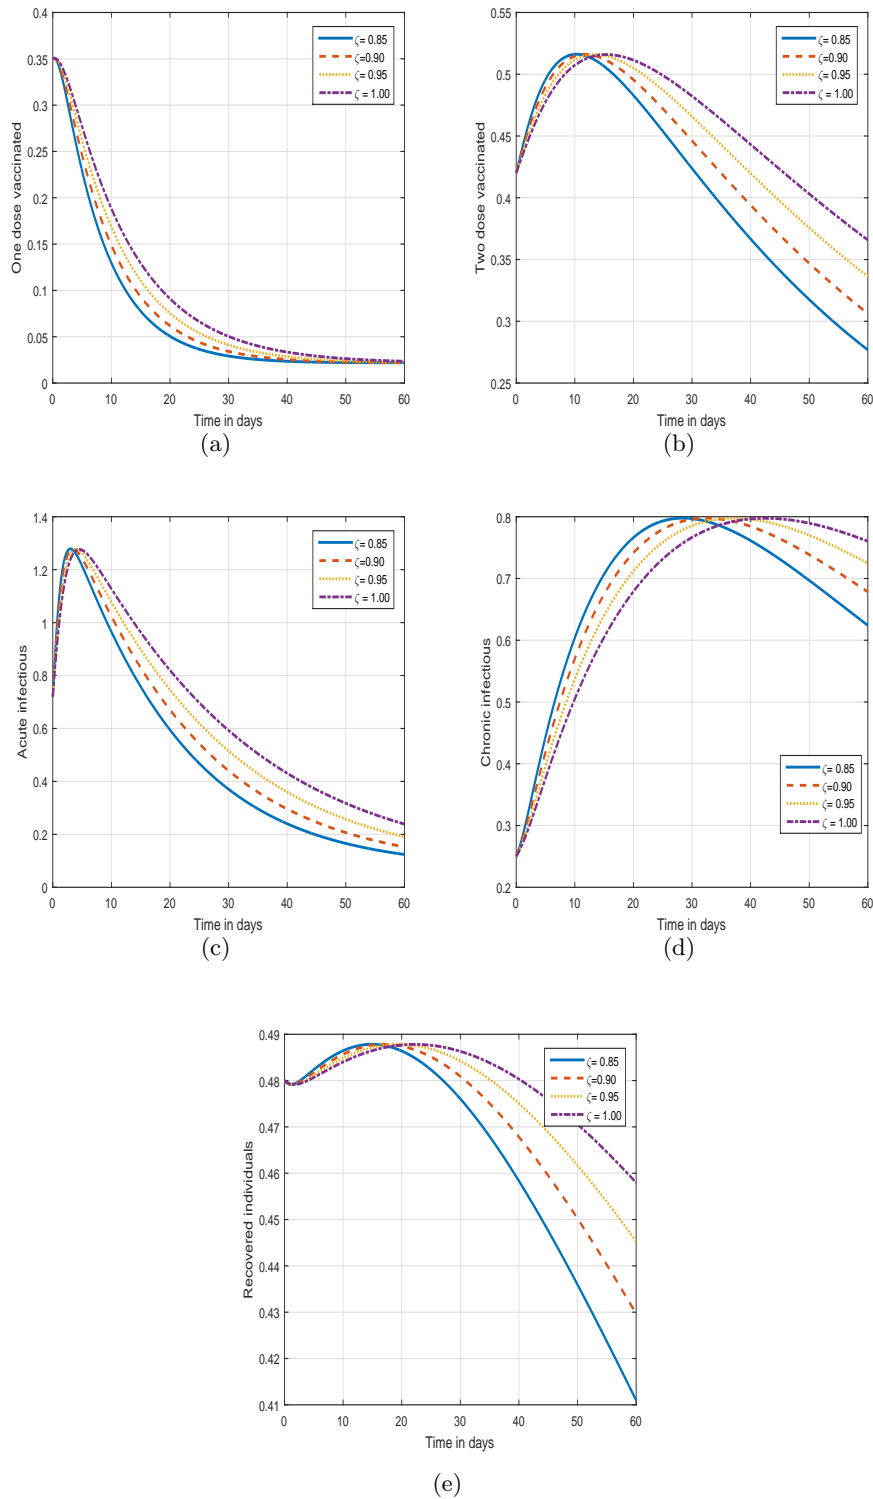 0.4
0.35
0.3
0.25
0.2
0.15
0.1
0.05
0
One dose vaccinated
ζ= 0.85
ζ=0.90
ζ = 0.95
ζ = 1.00
0 10 20 30 40 50 60
Time in days
(a)
0.55
0.5
0.45
0.4
0.35
0.3
0.25
Two dose vaccinated
ζ= 0.85
ζ=0.90
ζ = 0.95
ζ = 1.00
0 10 20 30 40 50 60
Time in days
(b)
1.4
1.2
1
0.8
0.6
0.4
0.2
0
Acute infectious
ζ= 0.85
ζ=0.90
ζ = 0.95
ζ = 1.00
0 10 20 30 40 50 60
Time in days
(c)
0.8
0.7
0.6
0.5
0.4
0.3
0.2
Chronic infectious
ζ= 0.85
ζ=0.90
ζ = 0.95
ζ = 1.00
0 10 20 30 40 50 60
Time in days
(d)
0.49
0.48
0.47
0.46
0.45
0.44
0.43
0.42
0.41
Recovered individuals
ζ= 0.85
ζ=0.90
ζ = 0.95
ζ = 1.00
0 10 20 30 40 50 60
Time in days
(e)